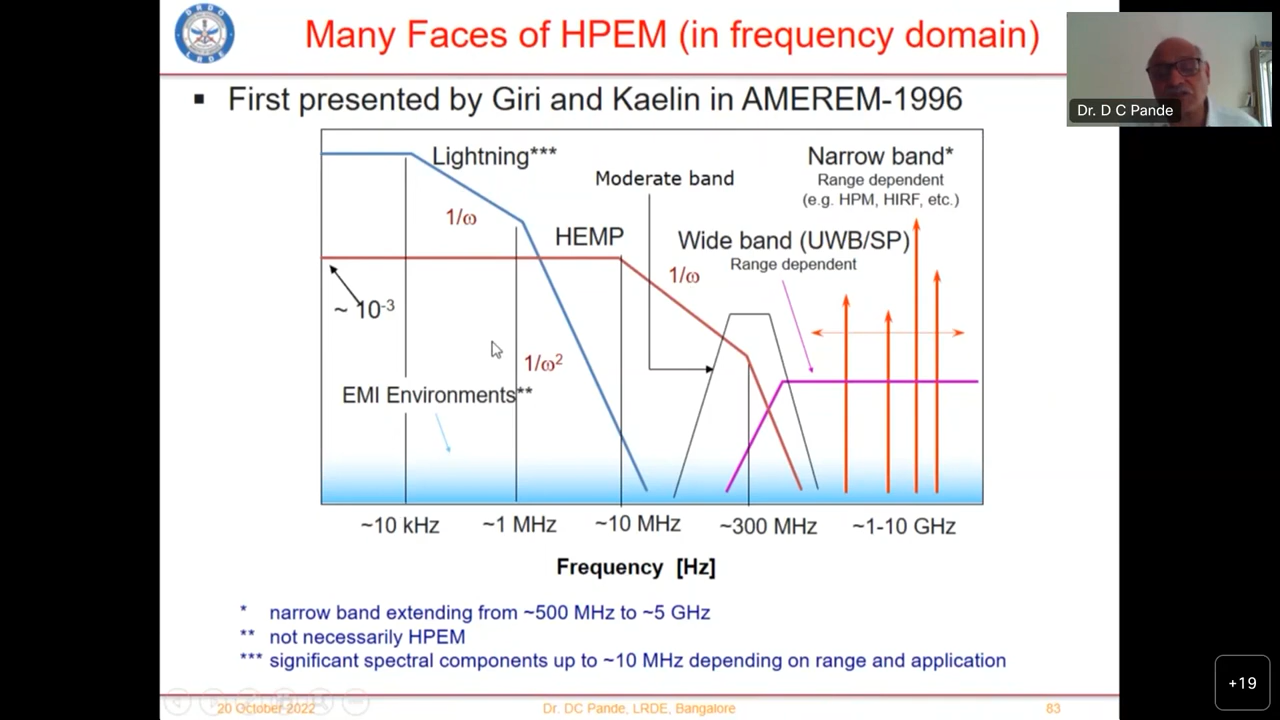 DRDO
LRDE
Many Faces of HPEM (in frequency domain)
Dr. D C Pande
▪ First presented by Giri and Kaelin in AMEREM-1996
Lightning***
Moderate band
Narrow band*
Range dependent
(e.g. HPM, HIRF, etc.)
1/ω
HEMP
Wide band (UWB/SP)
Range dependent
1/ω
~ 10-3
1/ω2
EMI Environments**
~10 kHz
~1 MHz
~10 MHz
~300 MHz
~1-10 GHz
Frequency [Hz]
* narrow band extending from ~500 MHz to ~5 GHz
** not necessarily HPEM
*** significant spectral components up to ~10 MHz depending on range and application
+19
20 October 2022
Dr. DC Pande, LRDE, Bangalore
83